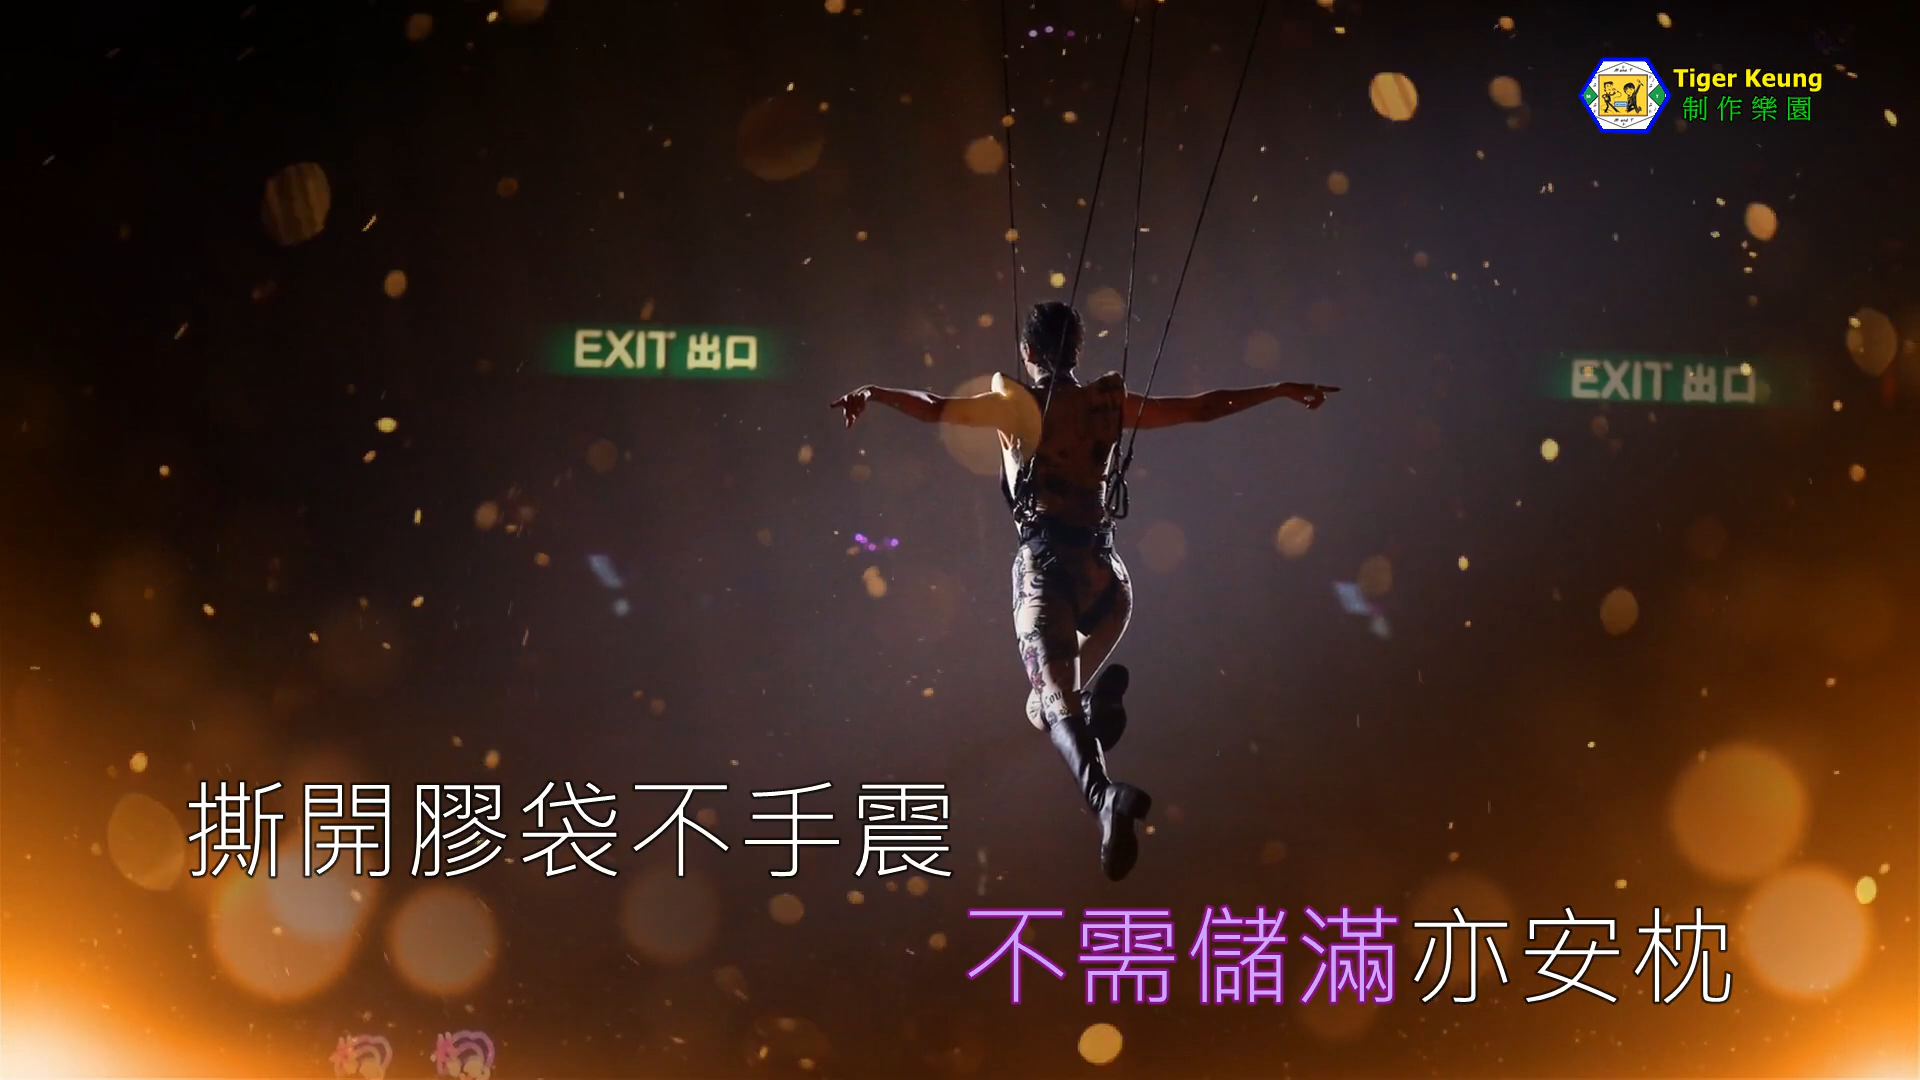 Tiger Keung
制作樂園
EXIT 出口
EXIT 出口
撕開膠袋不手震
不需儲滿亦安枕